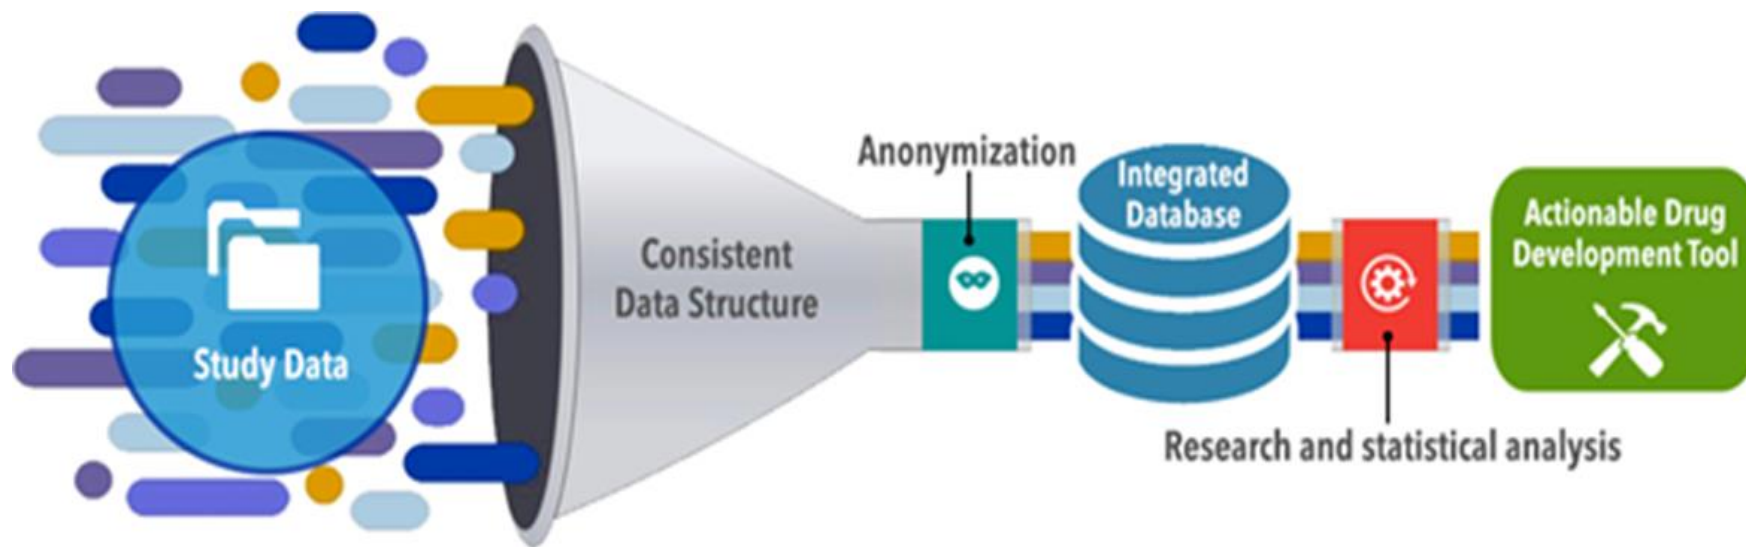 Study Data
Consistent
Data Structure
Anonymization
Integrated
Database
Research and statistical analysis
Actionable Drug
Development Tool